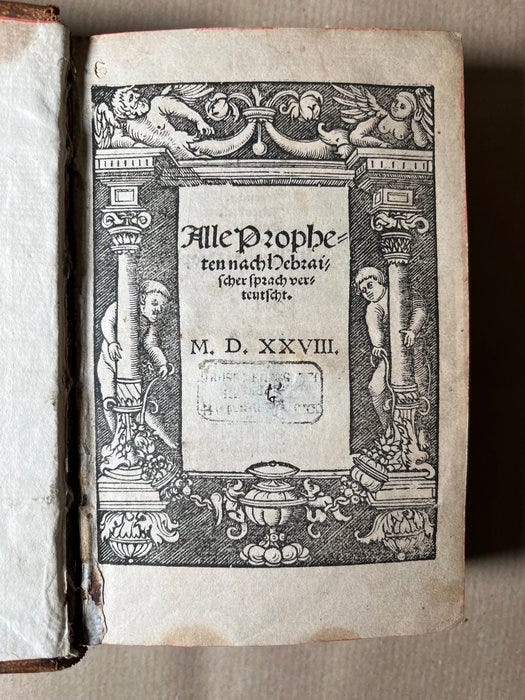 Alle Prophe⸗
ten nach Hebrai⸗
scher sprach ver⸗
teutscht.
M. D. XXVIII.